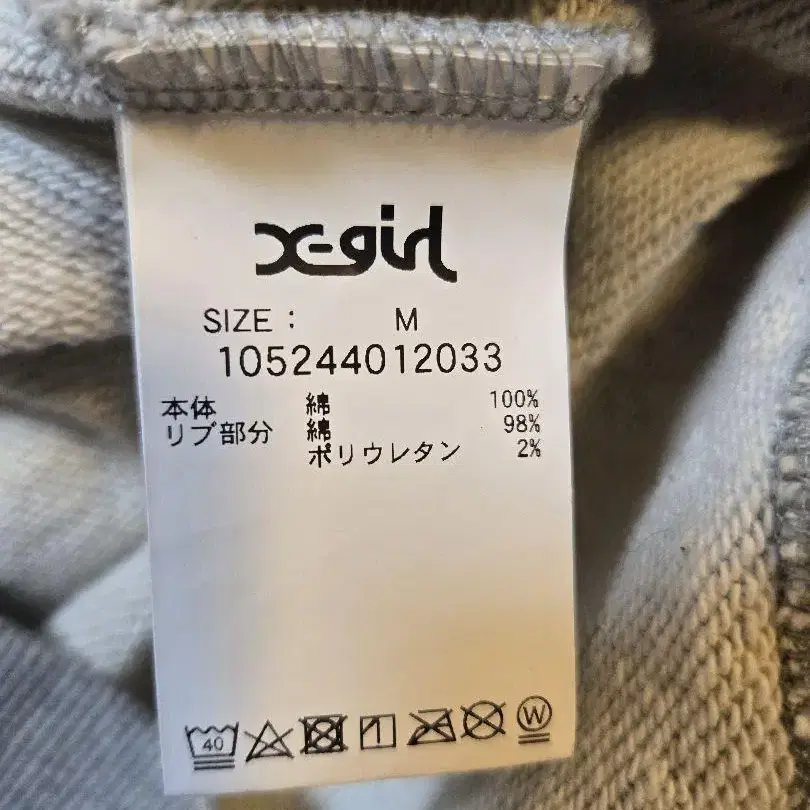 X-girl
SIZE : M
105244012033
本体 綿 100%
リブ部分 綿 98%
ポリウレタン 2%
40 W